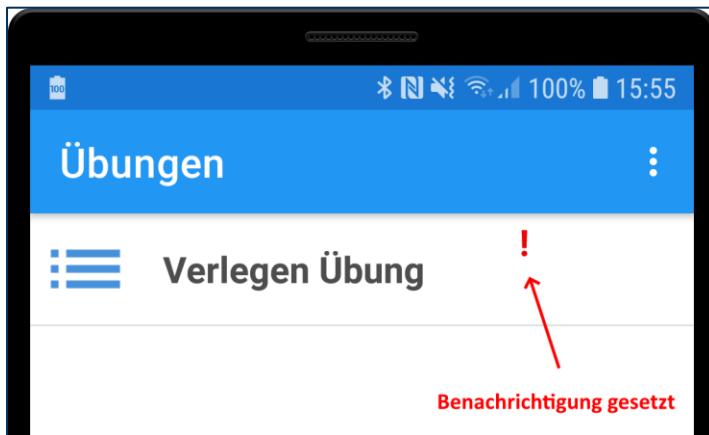 100
100% 15:55
Übungen
Verlegen Übung !
Benachrichtigung gesetzt